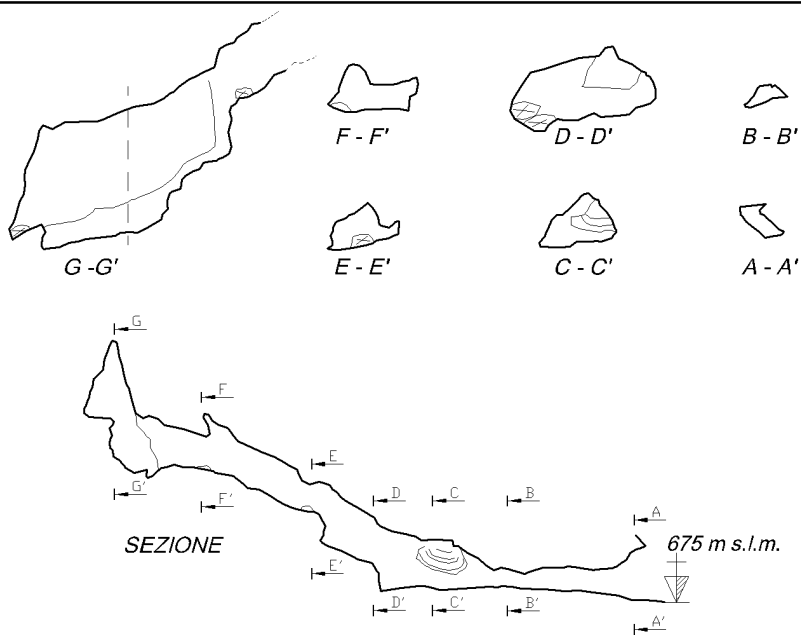 F - F'
D - D'
B - B'
G -G'
E - E'
C - C'
A - A'
G
F
E
D
C
B
A
G'
F'
SEZIONE
675 m s.l.m.
E'
D'
C'
B'
A'